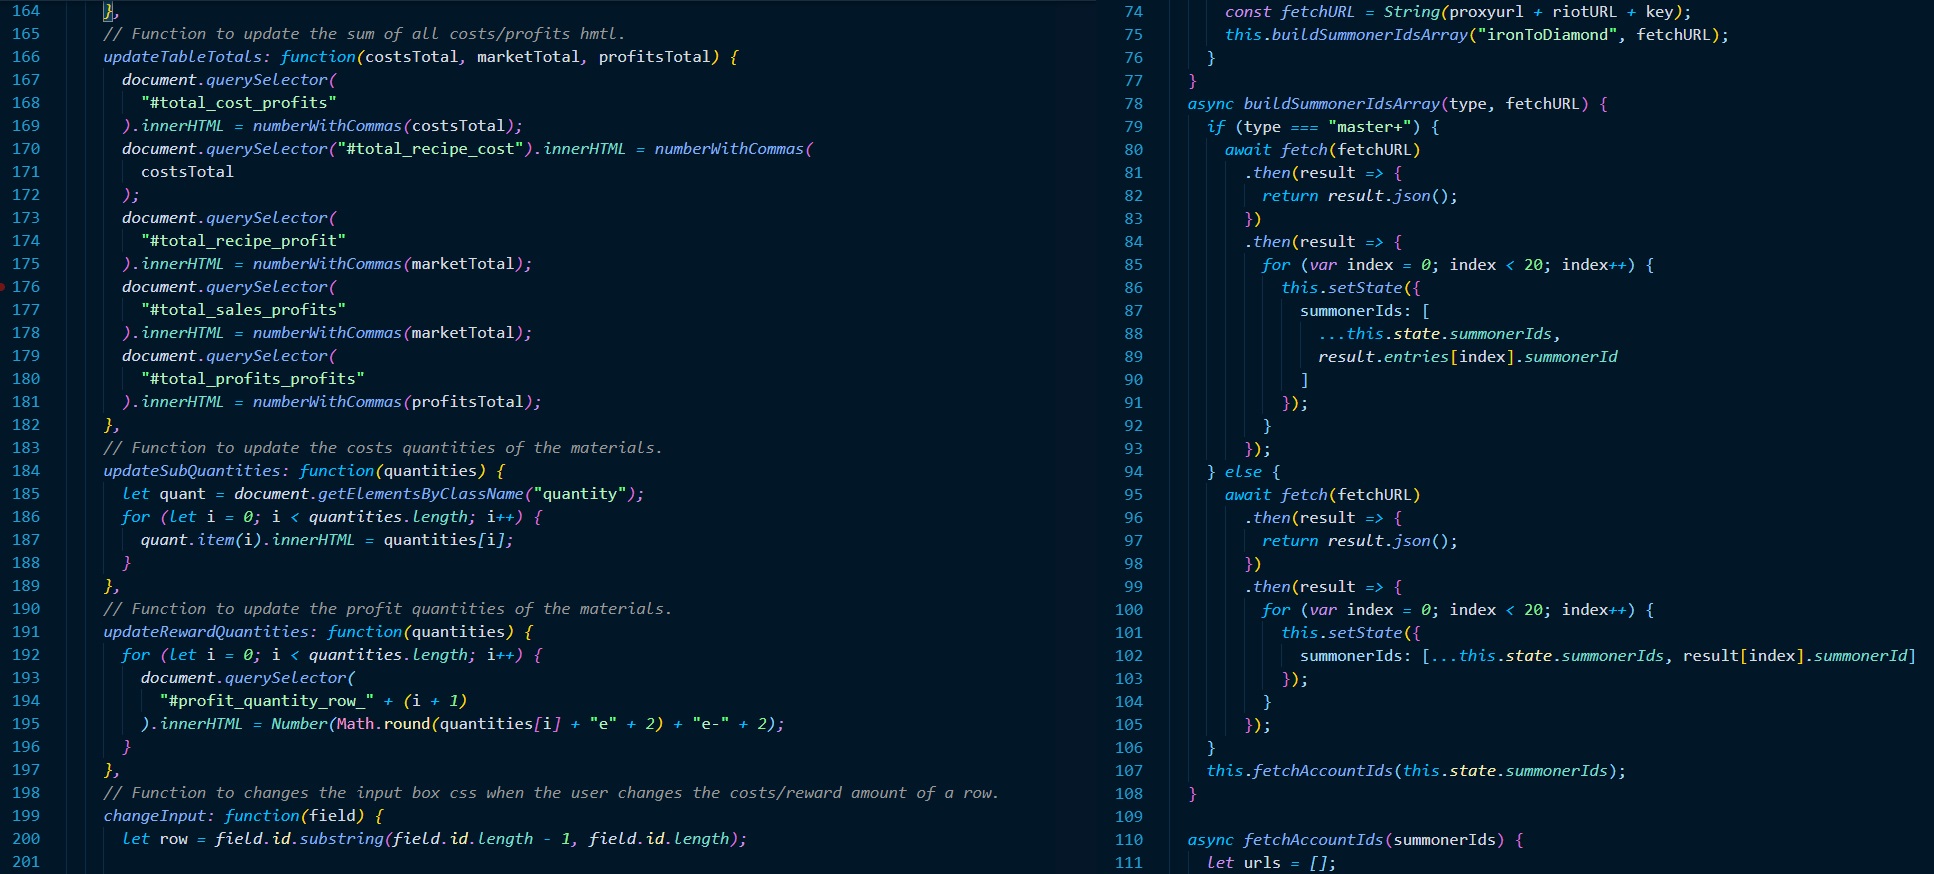 164 },
165 // Function to update the sum of all costs/profits hmtl.
166 updateTableTotals: function(costsTotal, marketTotal, profitsTotal) {
167 document.querySelector(
168 "#total_cost_profits"
169 ).innerHTML = numberWithCommas(costsTotal);
170 document.querySelector("#total_recipe_cost").innerHTML = numberWithCommas(
171 costsTotal
172 );
173 document.querySelector(
174 "#total_recipe_profit"
175 ).innerHTML = numberWithCommas(marketTotal);
176 document.querySelector(
177 "#total_sales_profits"
178 ).innerHTML = numberWithCommas(marketTotal);
179 document.querySelector(
180 "#total_profits_profits"
181 ).innerHTML = numberWithCommas(profitsTotal);
182 },
183 // Function to update the costs quantities of the materials.
184 updateSubQuantities: function(quantities) {
185 let quant = document.getElementsByClassName("quantity");
186 for (let i = 0; i < quantities.length; i++) {
187 quant.item(i).innerHTML = quantities[i];
188 }
189 },
190 // Function to update the profit quantities of the materials.
191 updateRewardQuantities: function(quantities) {
192 for (let i = 0; i < quantities.length; i++) {
193 document.querySelector(
194 "#profit_quantity_row_" + (i + 1)
195 ).innerHTML = Number(Math.round(quantities[i] + "e" + 2) + "e-" + 2);
196 }
197 },
198 // Function to changes the input box css when the user changes the costs/reward amount of a row.
199 changeInput: function(field) {
200 let row = field.id.substring(field.id.length - 1, field.id.length);
201
74 const fetchURL = String(proxyurl + riotURL + key);
75 this.buildSummonerIdsArray("ironToDiamond", fetchURL);
76 }
77 }
78 async buildSummonerIdsArray(type, fetchURL) {
79 if (type === "master+") {
80 await fetch(fetchURL)
81 .then(result => {
82 return result.json();
83 })
84 .then(result => {
85 for (var index = 0; index < 20; index++) {
86 this.setState({
87 summonerIds: [
88 ...this.state.summonerIds,
89 result.entries[index].summonerId
90 ]
91 });
92 }
93 });
94 } else {
95 await fetch(fetchURL)
96 .then(result => {
97 return result.json();
98 })
99 .then(result => {
100 for (var index = 0; index < 20; index++) {
101 this.setState({
102 summonerIds: [...this.state.summonerIds, result[index].summonerId]
103 });
104 }
105 });
106 }
107 this.fetchAccountIds(this.state.summonerIds);
108 }
109
110 async fetchAccountIds(summonerIds) {
111 let urls = [];